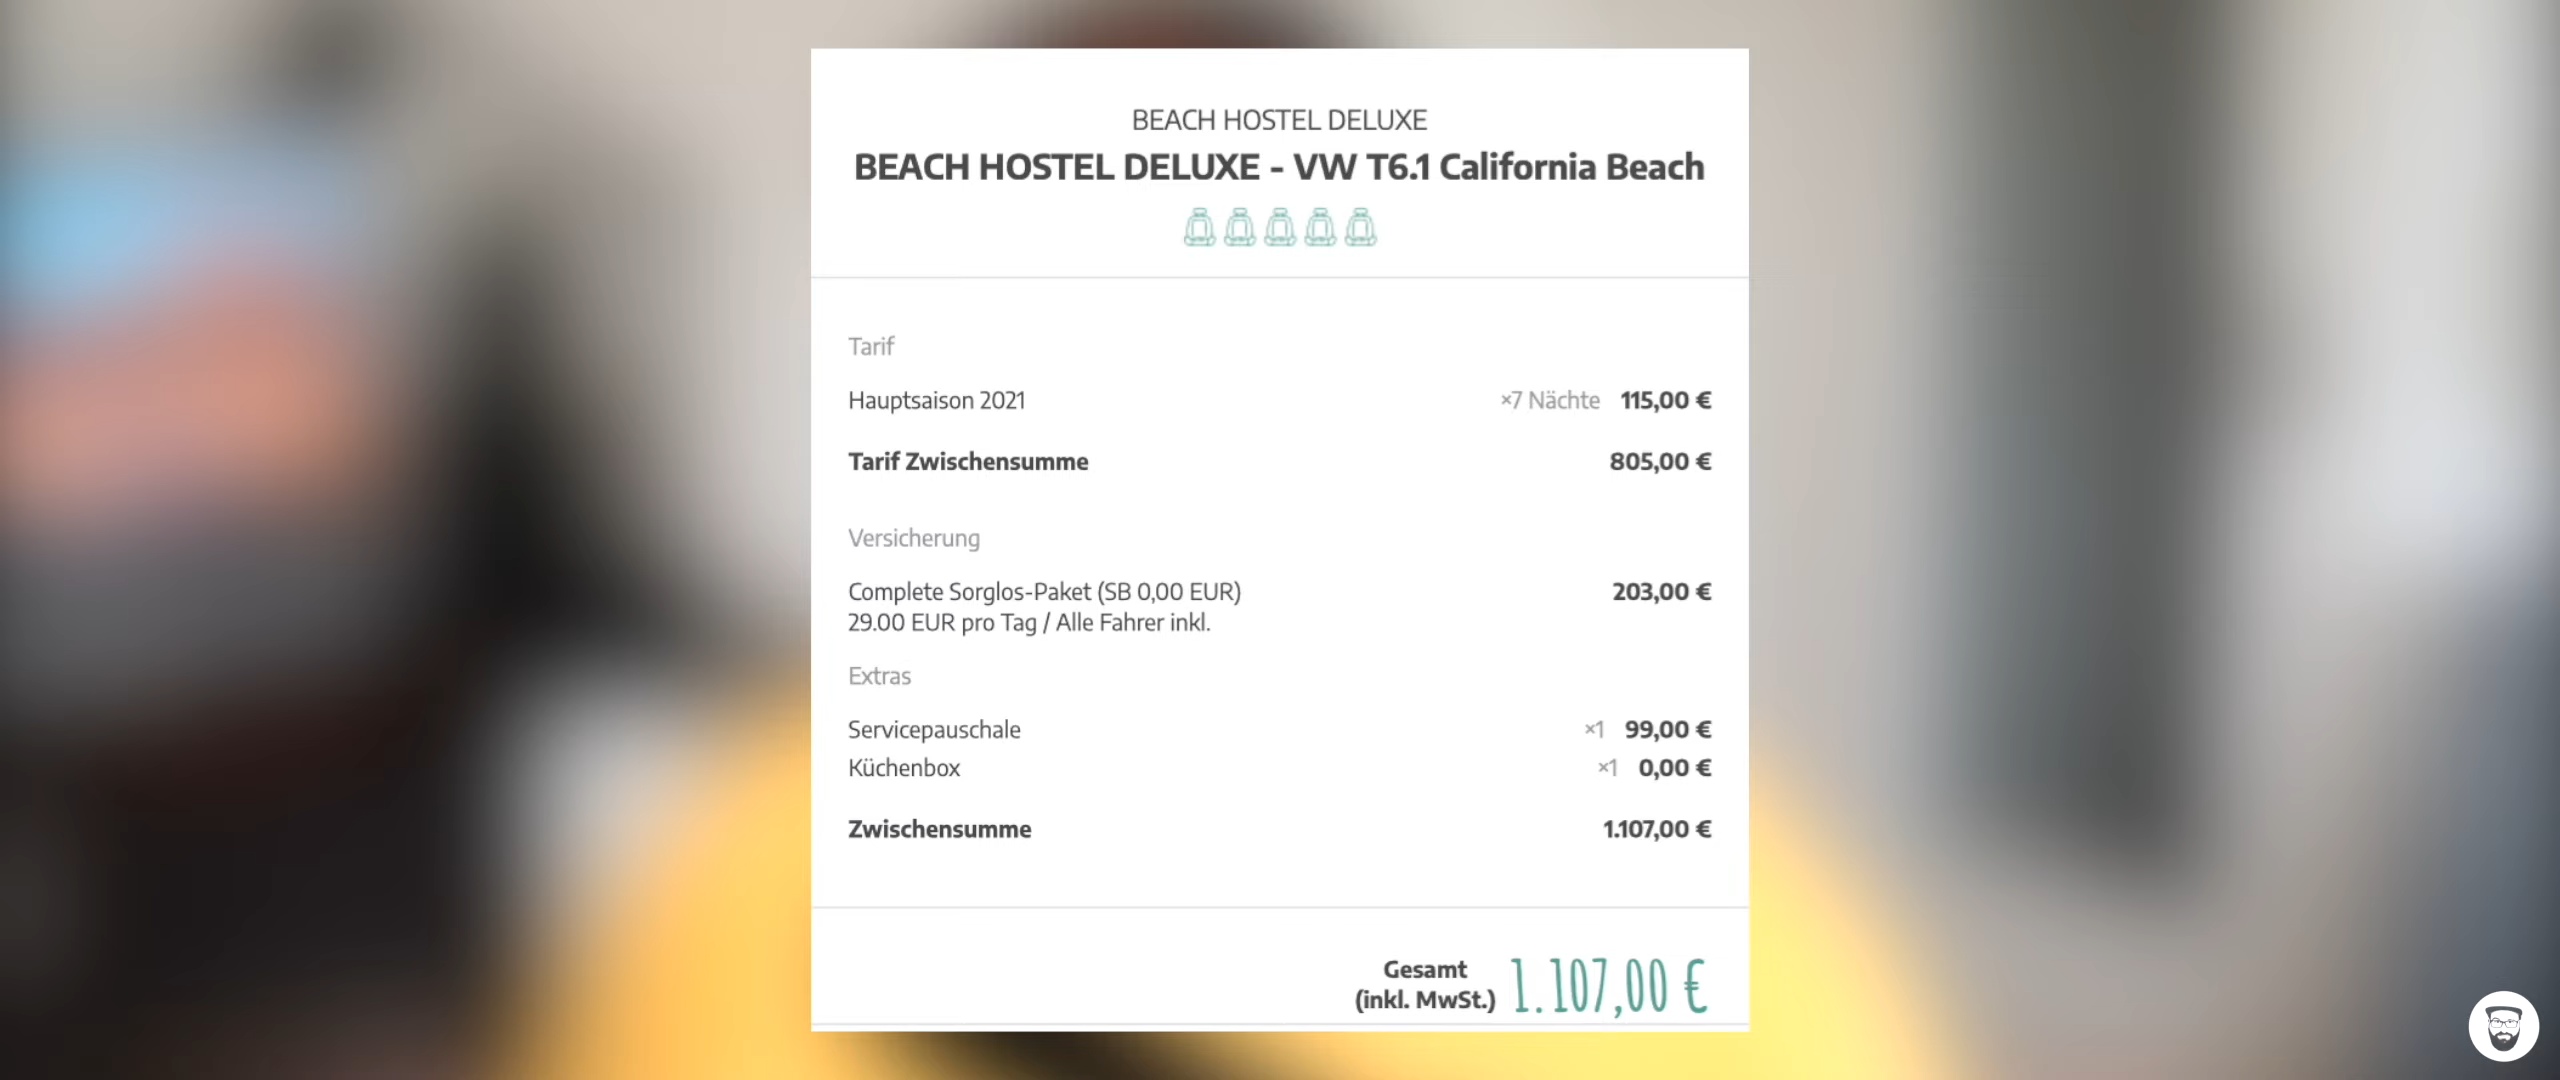 BEACH HOSTEL DELUXE
BEACH HOSTEL DELUXE - VW T6.1 California Beach
Tarif
Hauptsaison 2021 ×7 Nächte 115,00 €
Tarif Zwischensumme 805,00 €
Versicherung
Complete Sorglos-Paket (SB 0,00 EUR) 203,00 €
29.00 EUR pro Tag / Alle Fahrer inkl.
Extras
Servicepauschale ×1 99,00 €
Küchenbox ×1 0,00 €
Zwischensumme 1.107,00 €
Gesamt
(inkl. MwSt.) 1.107,00 €